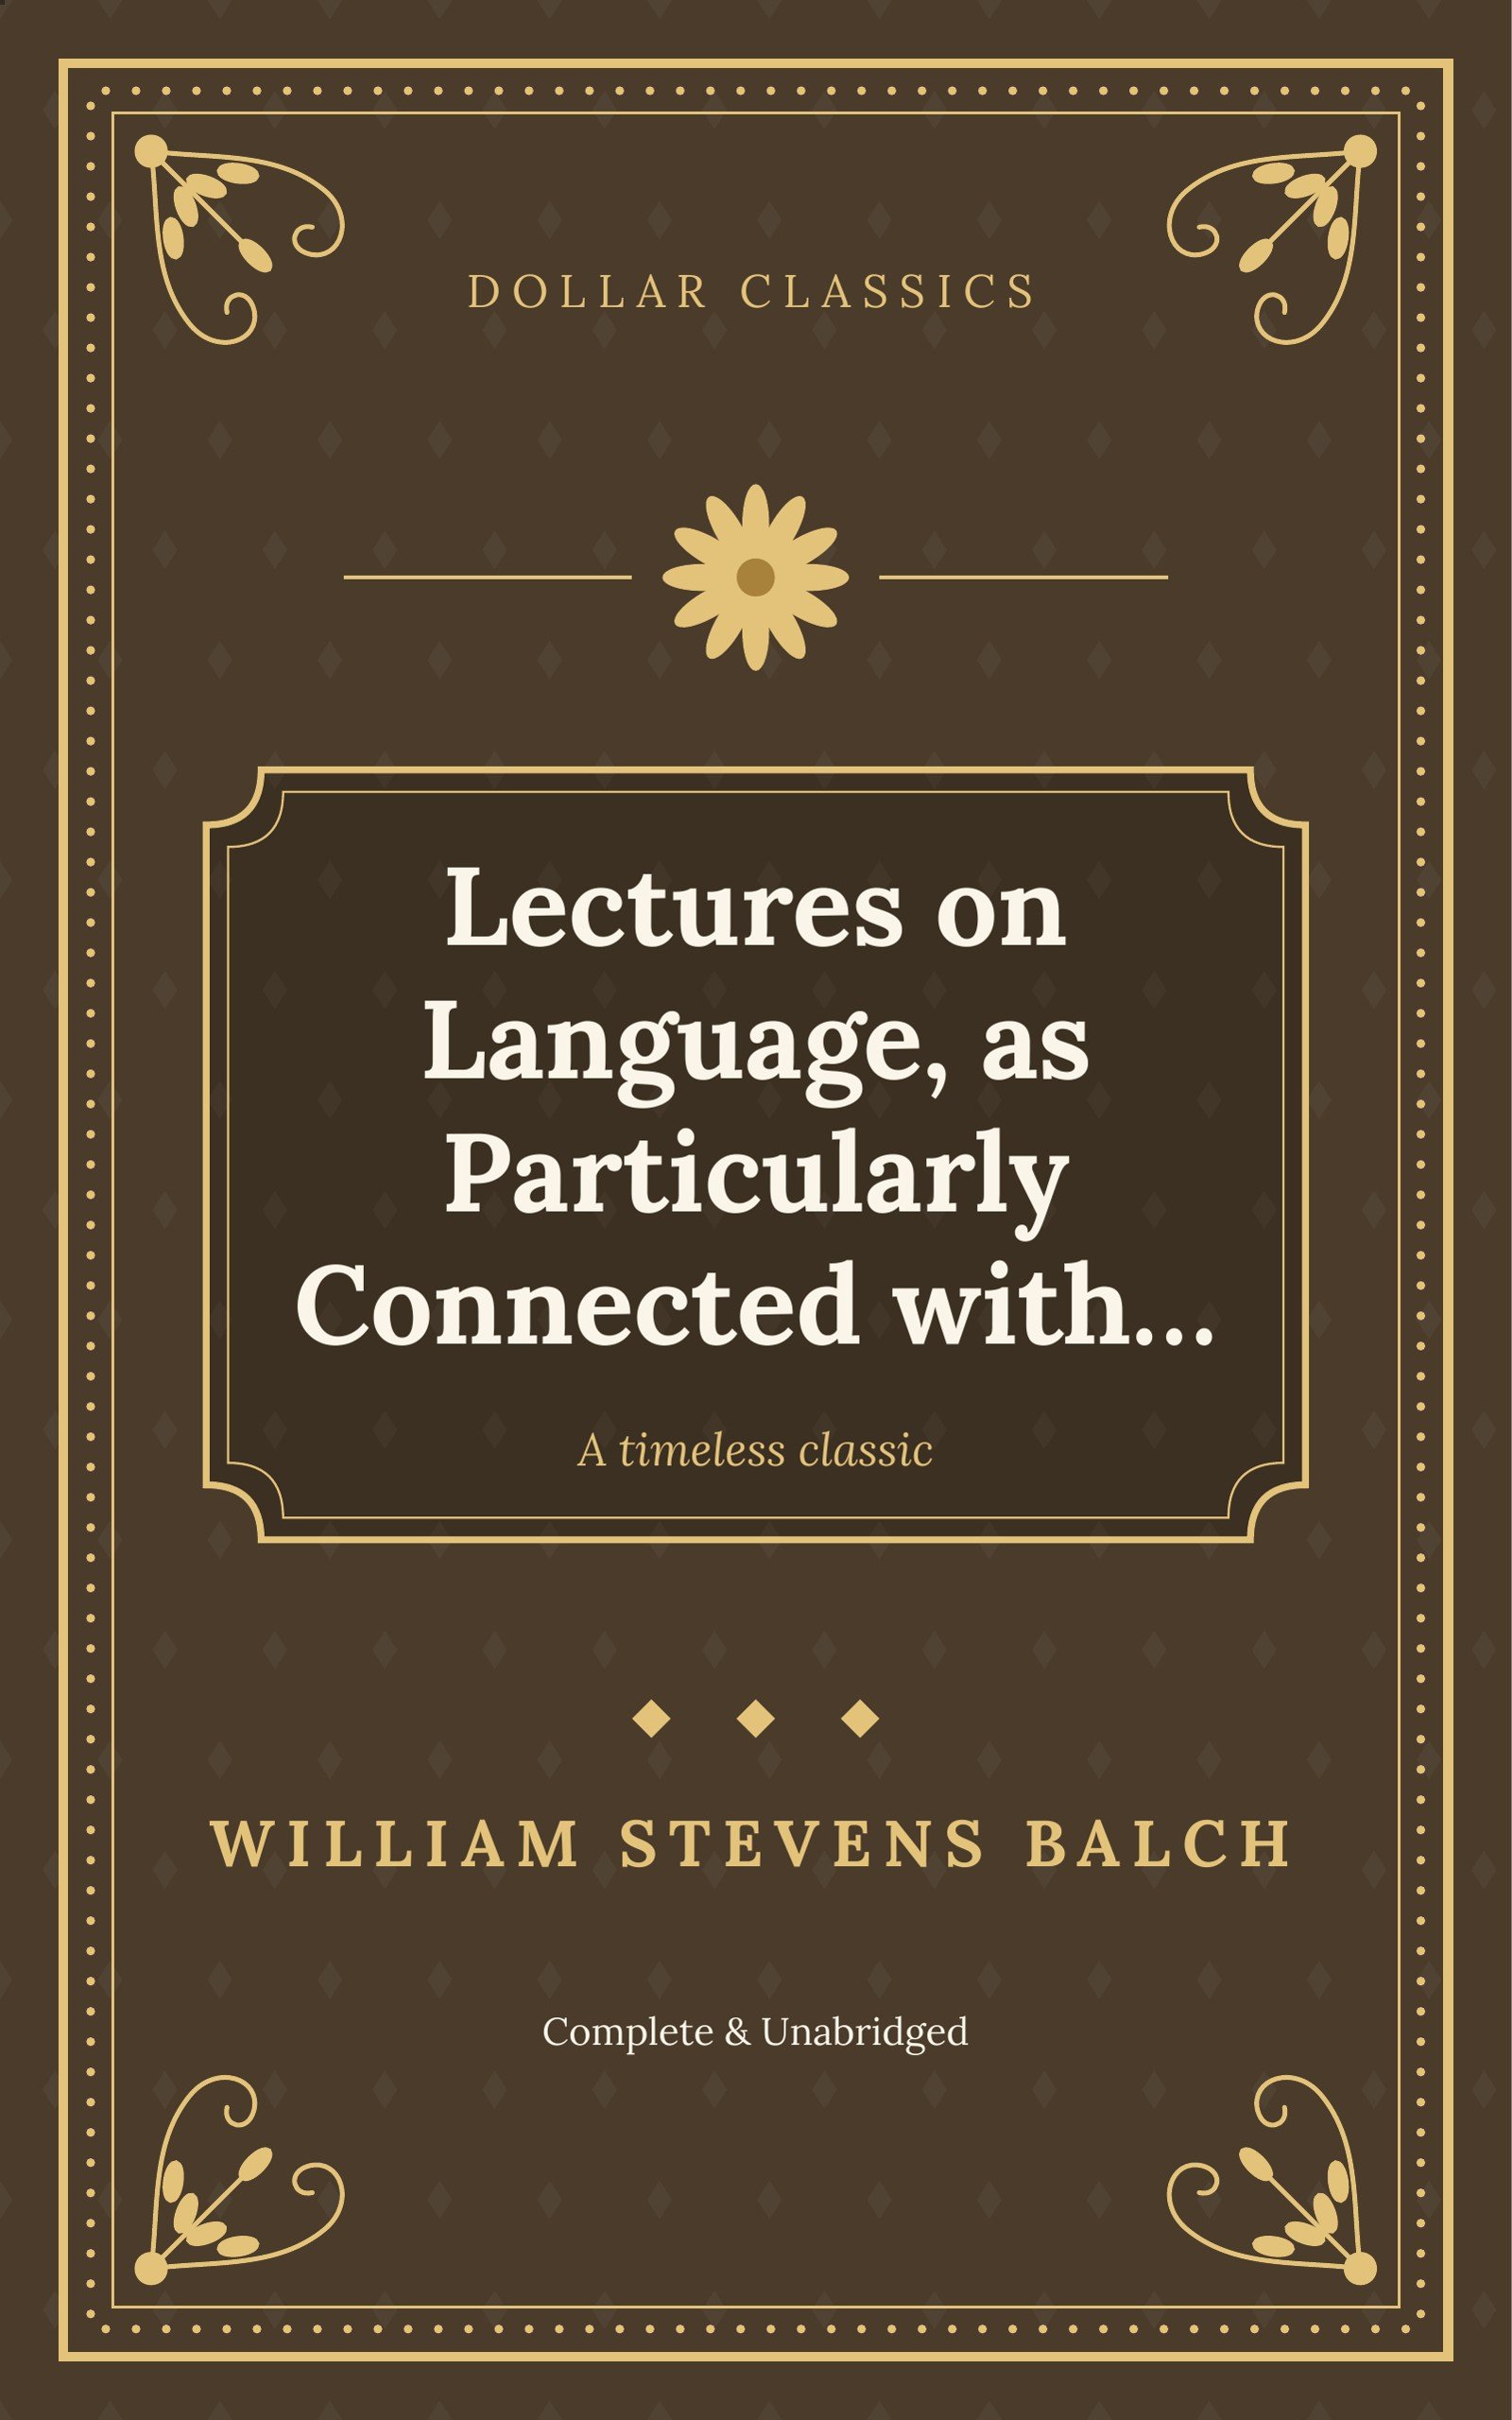 DOLLAR CLASSICS
Lectures on
Language, as
Particularly
Connected with...
A timeless classic
WILLIAM STEVENS BALCH
Complete & Unabridged